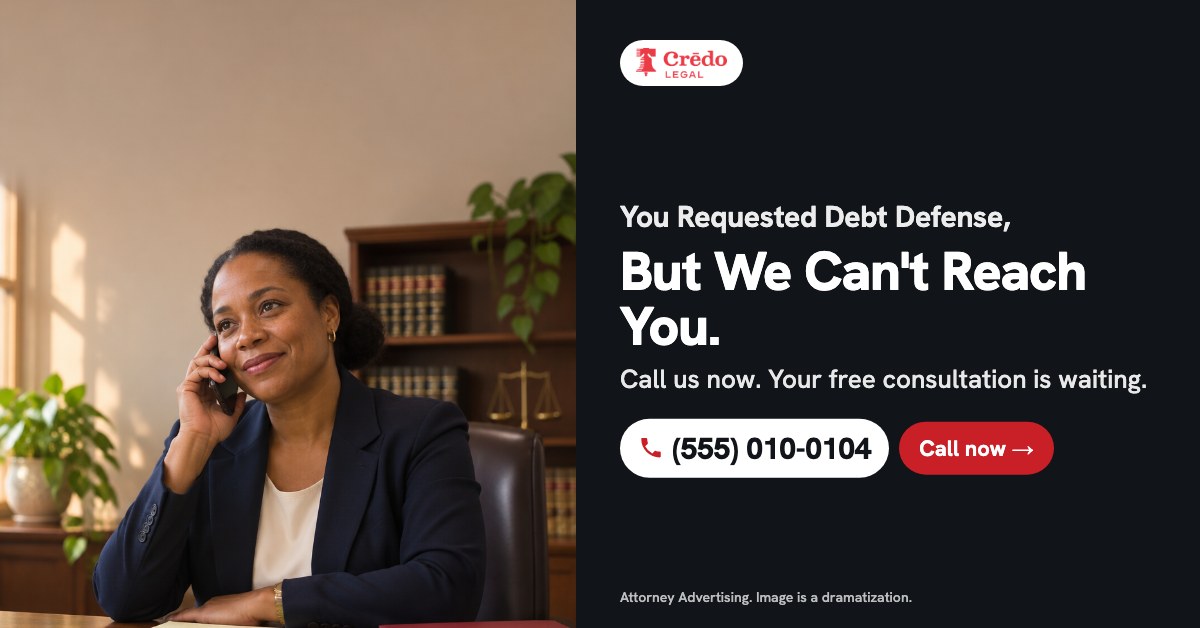 Crēdo
LEGAL
You Requested Debt Defense,
But We Can't Reach
You.
Call us now. Your free consultation is waiting.
(555) 010-0104
Call now →
Attorney Advertising. Image is a dramatization.